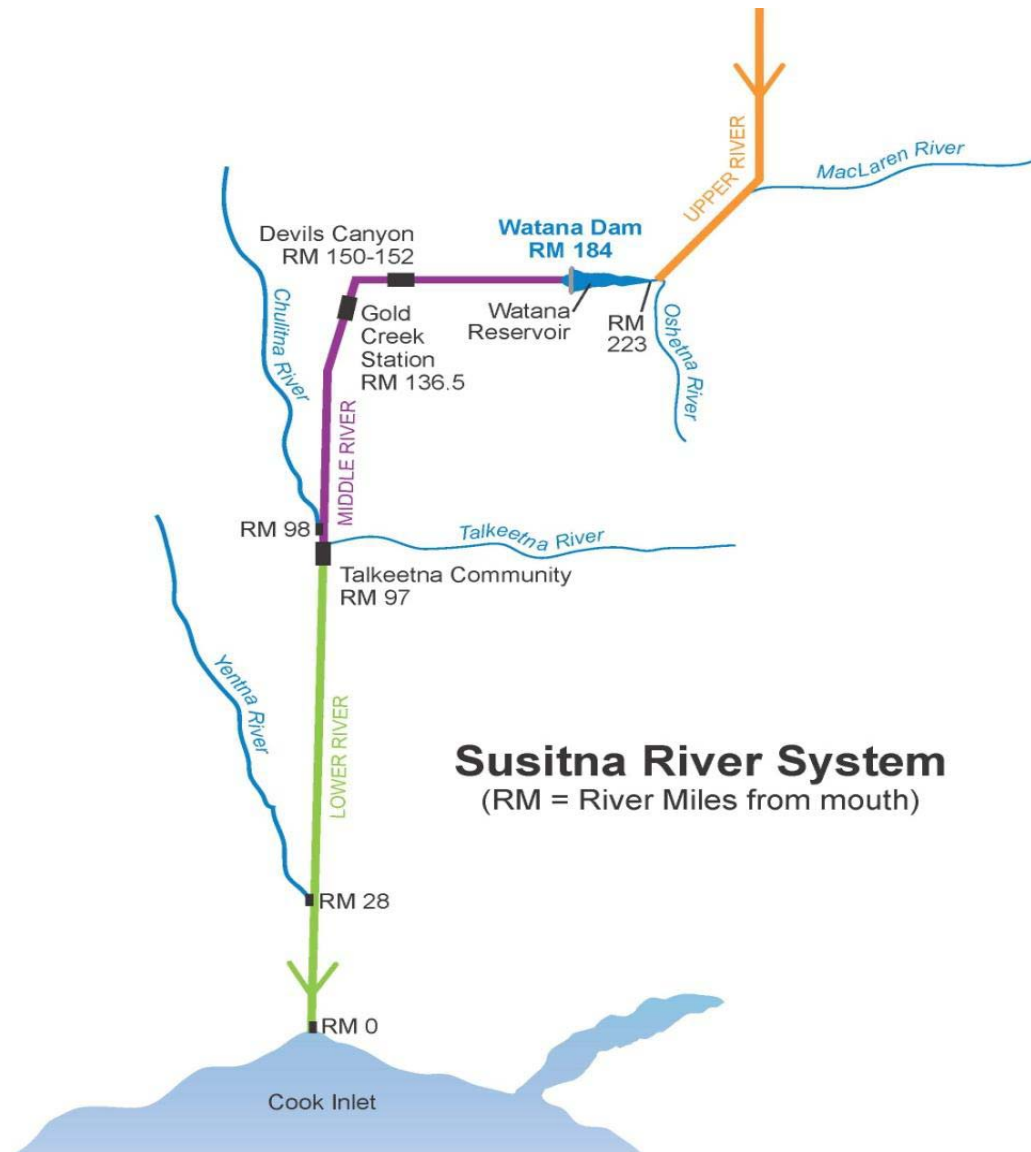 UPPER RIVER
MacLaren River
Devils Canyon
RM 150-152
Watana Dam
RM 184
Chulitna River
Gold
Creek
Station
RM 136.5
Watana
Reservoir
RM
223
Oshetna River
MIDDLE RIVER
RM 98
Talkeetna River
Talkeetna Community
RM 97
Yentna River
LOWER RIVER
Susitna River System
(RM = River Miles from mouth)
RM 28
RM 0
Cook Inlet